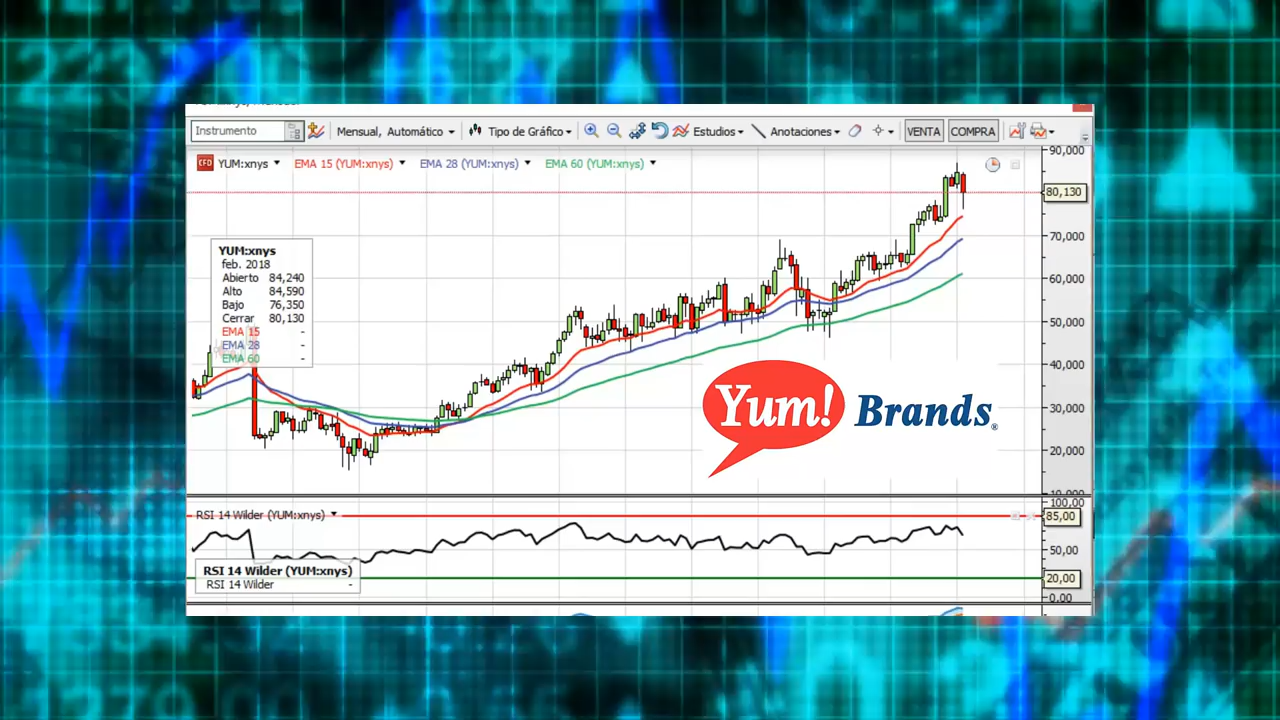 Instrumento
Mensual, Automático
Tipo de Gráfico
Estudios
Anotaciones
VENTA
COMPRA
CFD
YUM:xnys
EMA 15 (YUM:xnys)
EMA 28 (YUM:xnys)
EMA 60 (YUM:xnys)
90,000
80,130
70,000
60,000
50,000
40,000
30,000
20,000
10,000
YUM:xnys
feb. 2018
Abierto 84,240
Alto 84,590
Bajo 76,350
Cerrar 80,130
EMA 15 -
EMA 28 -
EMA 60 -
Yum! Brands®
RSI 14 Wilder (YUM:xnys)
100,00
85,00
50,00
20,00
0,00
RSI 14 Wilder (YUM:xnys)
RSI 14 Wilder -